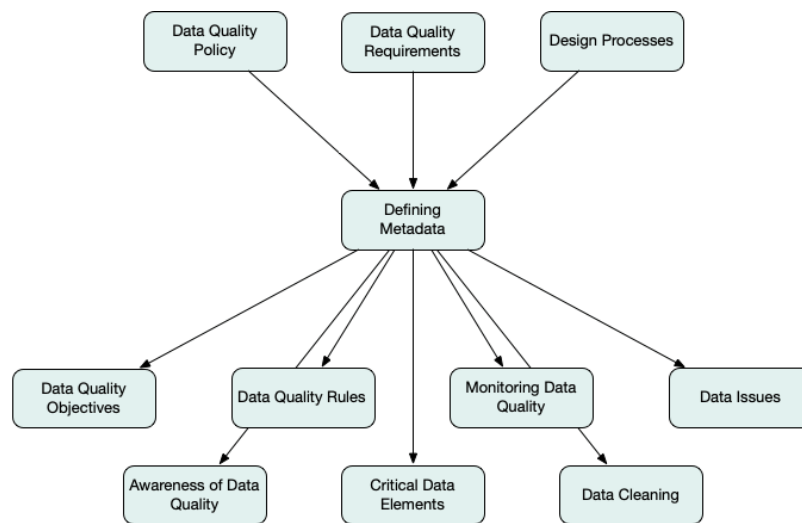 Data Quality
Policy
Data Quality
Requirements
Design Processes
Defining
Metadata
Data Quality
Objectives
Data Quality Rules
Monitoring Data
Quality
Data Issues
Awareness of Data
Quality
Critical Data
Elements
Data Cleaning